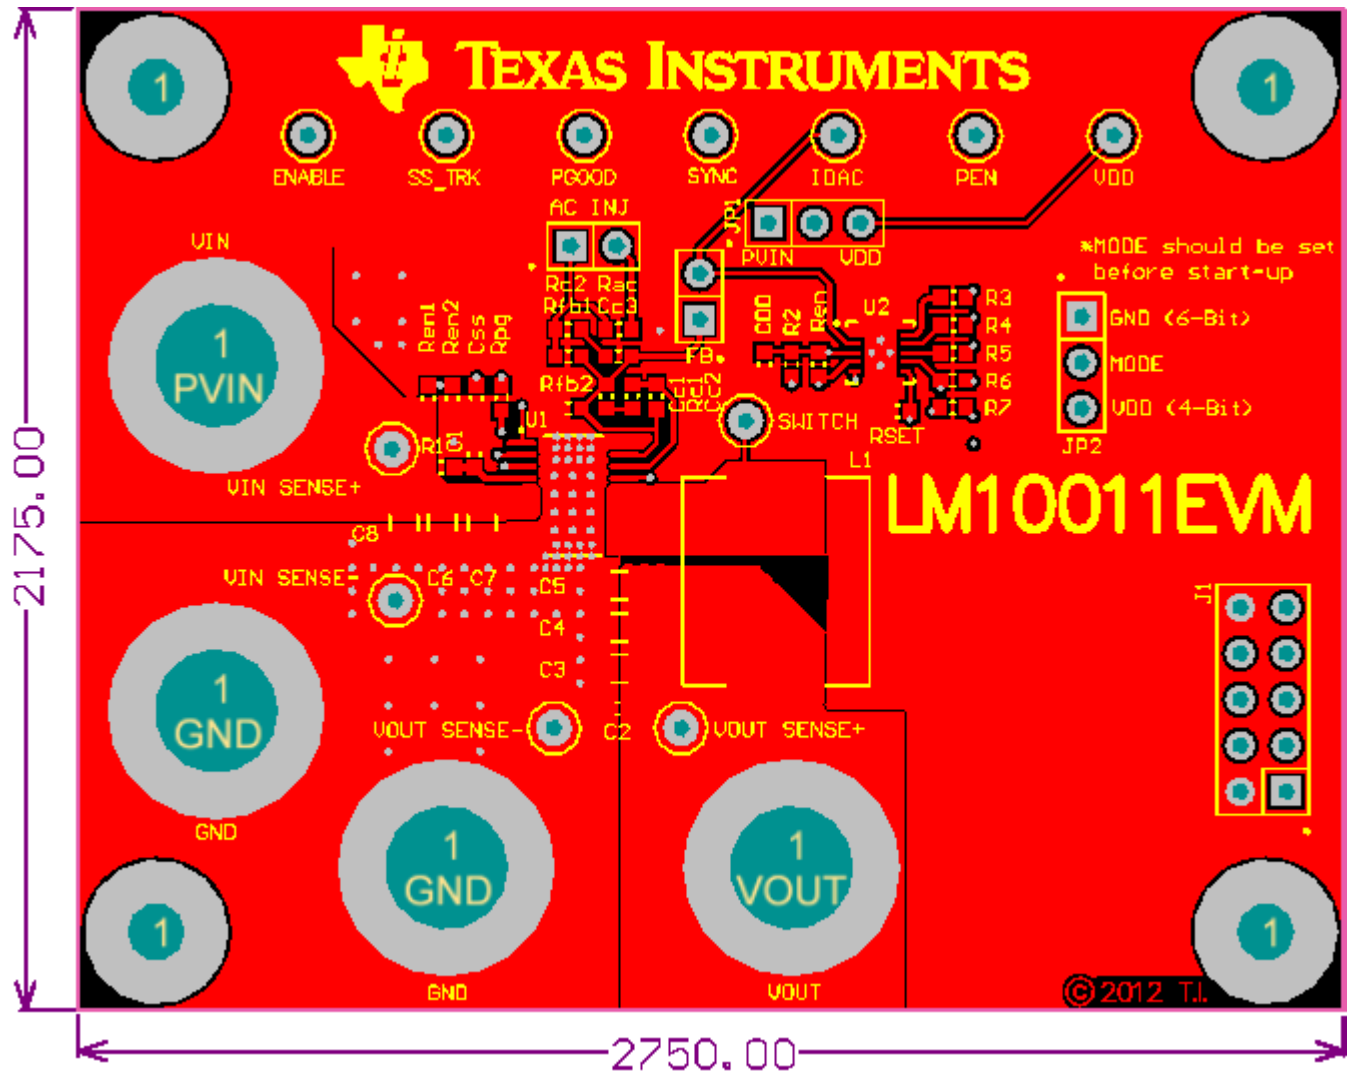 TEXAS INSTRUMENTS
1
1
ENABLE
SS_TRK
PGOOD
SYNC
IDAC
PEN
VDD
AC INJ
JP1
PVIN
VDD
*MODE should be set
before start-up
VIN
1
PVIN
Ren1
Ren2
Css
Rpg
Rc2 Rac
Rfb1 Cc3
Rfb2
FB
Cc1
Rc1
Cc2
CDD
R2
Ren
U2
R3
R4
R5
R6
R7
RSET
GND (6-Bit)
MODE
VDD (4-Bit)
JP2
U1
SWITCH
L1
VIN SENSE+
LM10011EVM
C8
VIN SENSE-
C6
C7
C5
C4
C3
C2
J1
1
GND
GND
VOUT SENSE-
VOUT SENSE+
1
GND
GND
1
VOUT
VOUT
1
1
©2012 T.I.
2175.00
2750.00